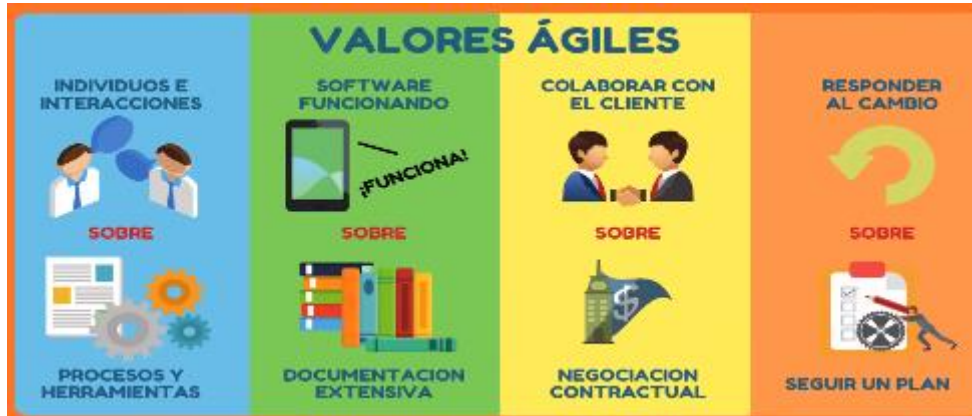 VALORES ÁGILES
INDIVIDUOS E
INTERACCIONES
SOBRE
PROCESOS Y
HERRAMIENTAS
SOFTWARE
FUNCIONANDO
¡FUNCIONA!
SOBRE
DOCUMENTACION
EXTENSIVA
COLABORAR CON
EL CLIENTE
SOBRE
$
NEGOCIACION
CONTRACTUAL
RESPONDER
AL CAMBIO
SOBRE
SEGUIR UN PLAN